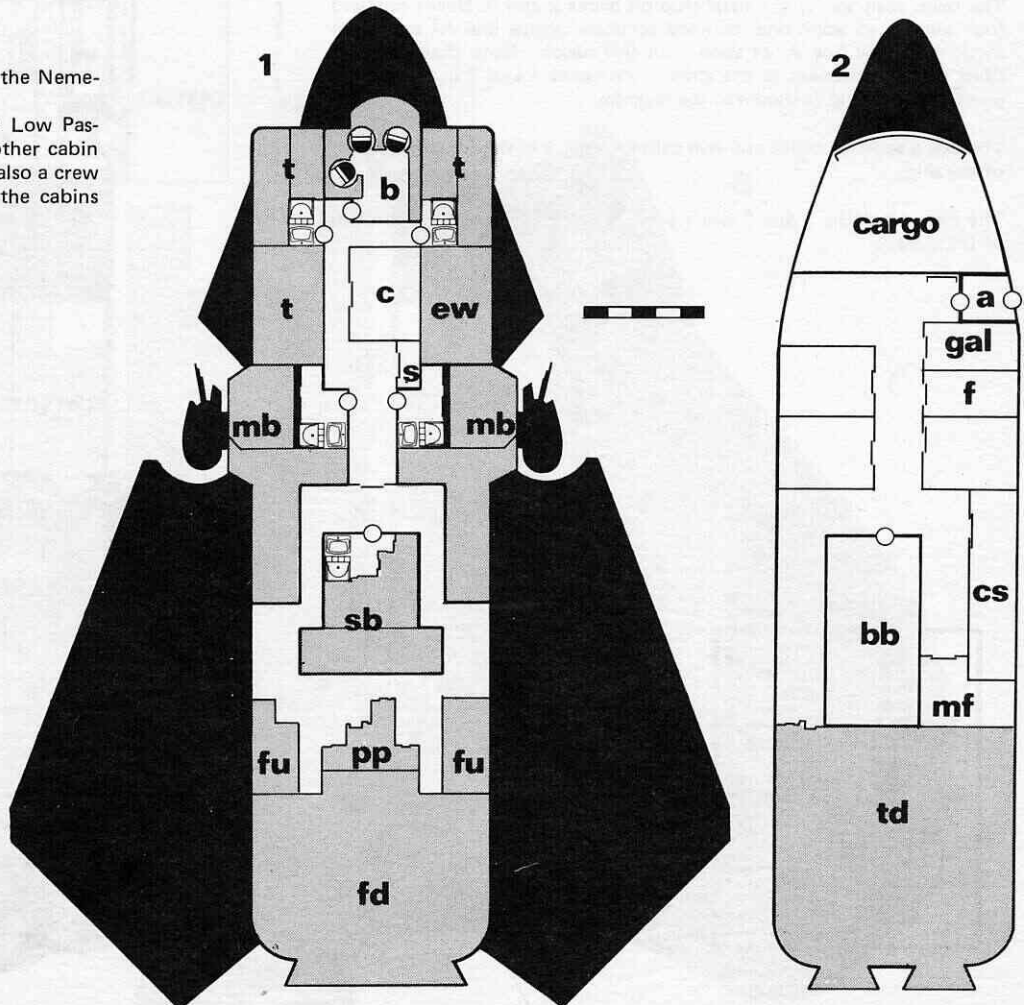 the Neme-
Low Pas-
other cabin
also a crew
the cabins
1
t
t
b
t
c
ew
s
mb
mb
sb
fu
pp
fu
fd
2
cargo
a
gal
f
cs
bb
mf
td